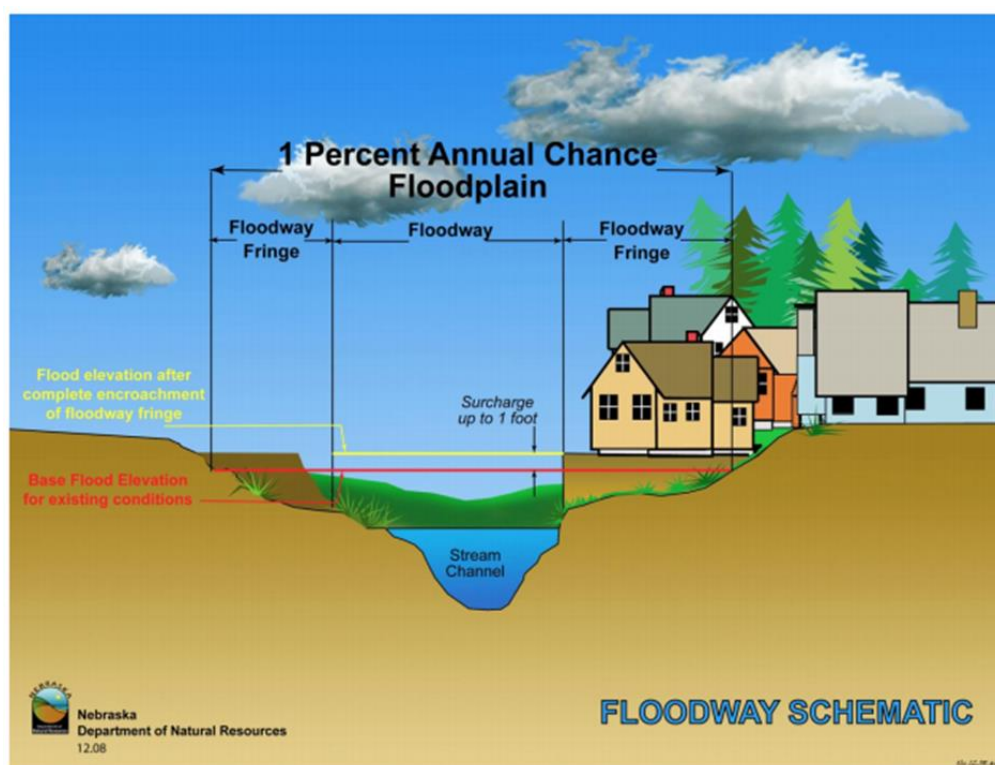 1 Percent Annual Chance
Floodplain
Floodway
Fringe
Floodway
Floodway
Fringe
Flood elevation after
complete encroachment
of floodway fringe
Surcharge
up to 1 foot
Base Flood Elevation
for existing conditions
Stream
Channel
NEBRASKA
Nebraska
Department of Natural Resources
12.08
FLOODWAY SCHEMATIC